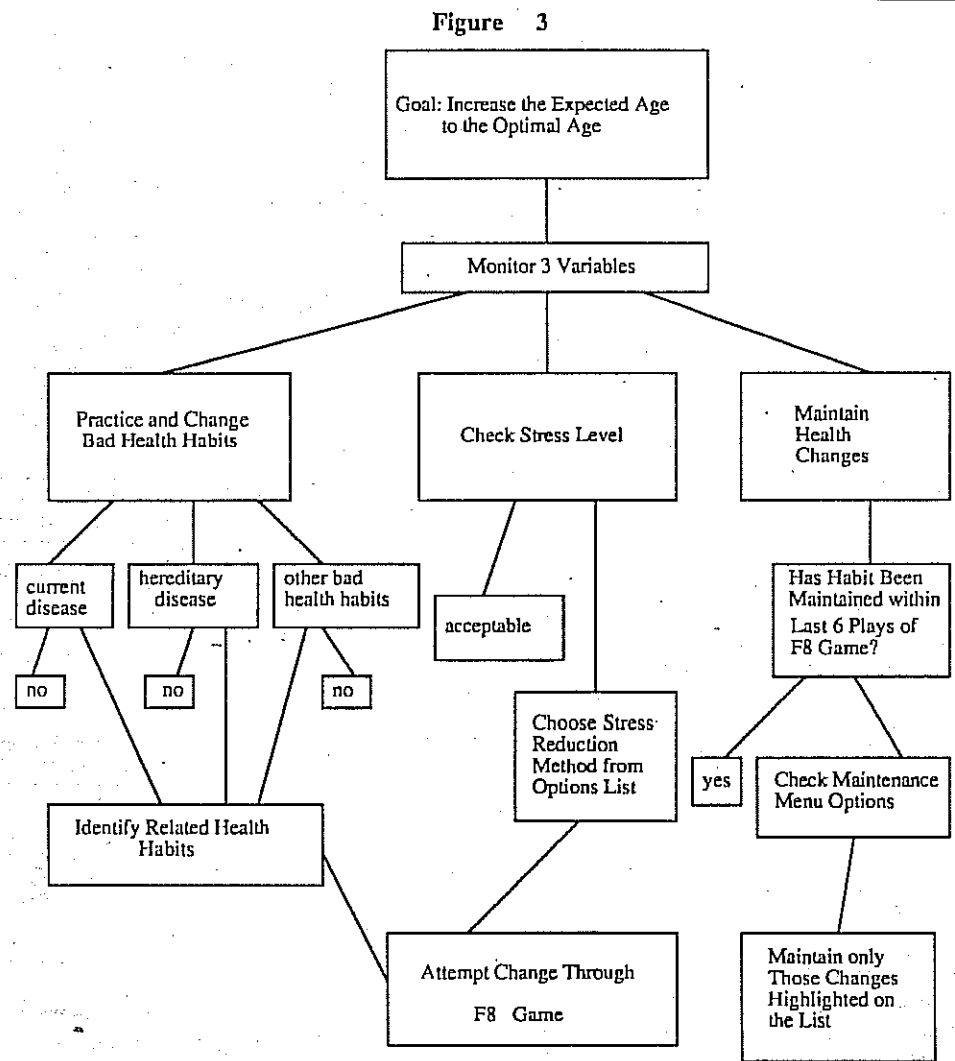 Figure 3
Goal: Increase the Expected Age
to the Optimal Age
Monitor 3 Variables
Practice and Change
Bad Health Habits
Check Stress Level
Maintain
Health
Changes
current
disease
hereditary
disease
other bad
health habits
acceptable
Has Habit Been
Maintained within
Last 6 Plays of
F8 Game?
no
no
no
Choose Stress
Reduction
Method from
Options List
yes
Check Maintenance
Menu Options
Identify Related Health
Habits
Attempt Change Through
F8 Game
Maintain only
Those Changes
Highlighted on
the List